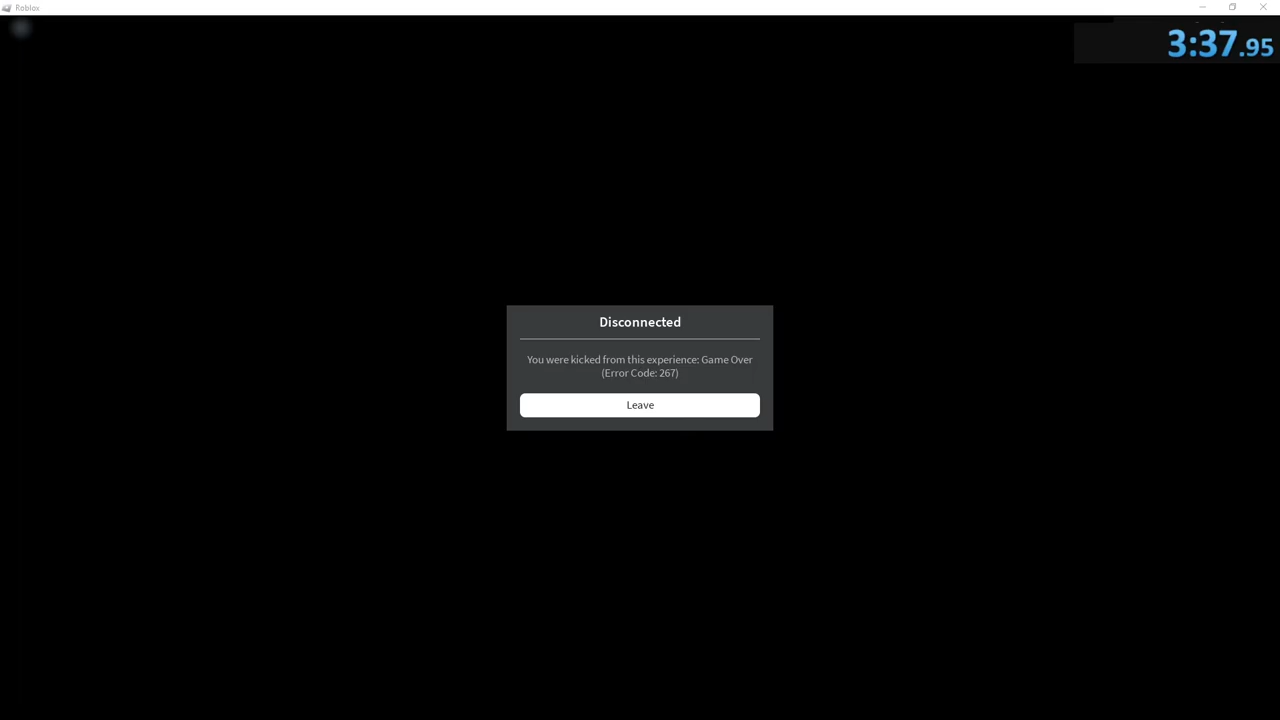 Roblox
3:37.95
Disconnected
You were kicked from this experience: Game Over
(Error Code: 267)
Leave